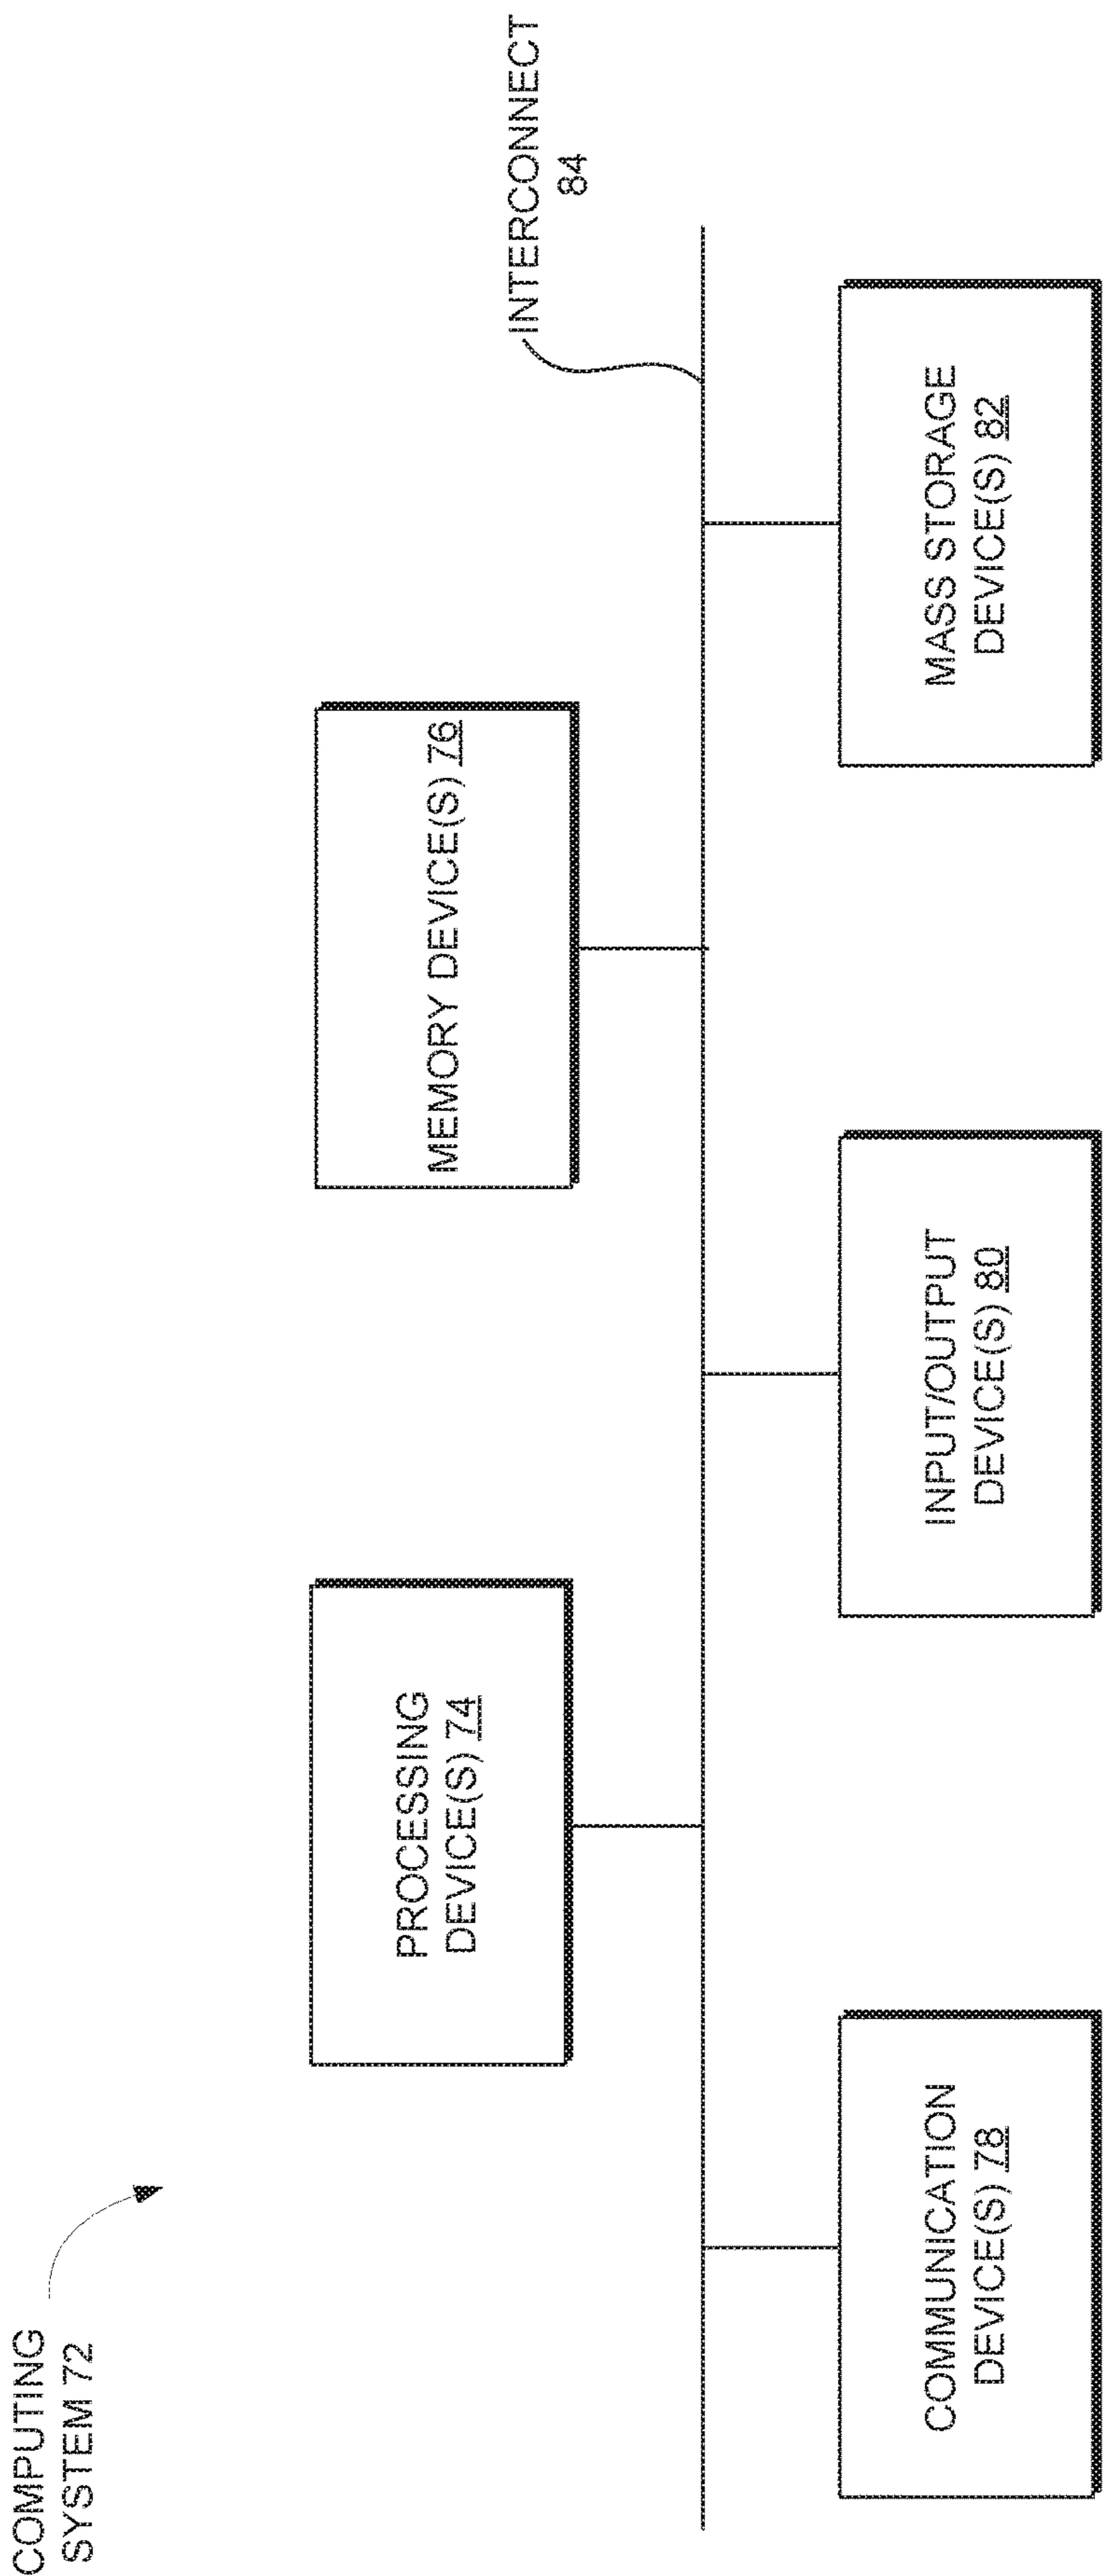 COMPUTING
SYSTEM 72
PROCESSING
DEVICE(S) 74
MEMORY DEVICE(S) 76
INTERCONNECT
84
COMMUNICATION
DEVICE(S) 78
INPUT/OUTPUT
DEVICE(S) 80
MASS STORAGE
DEVICE(S) 82